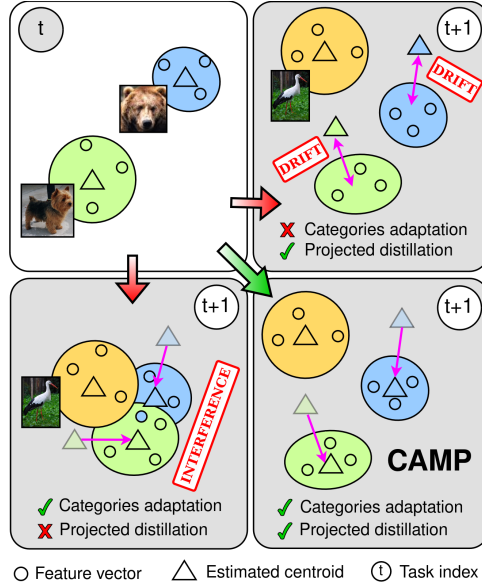 t
t+1
DRIFT
DRIFT
X Categories adaptation
✓ Projected distillation
t+1
INTERFERENCE
✓ Categories adaptation
X Projected distillation
t+1
CAMP
✓ Categories adaptation
✓ Projected distillation
Feature vector
Estimated centroid
t Task index